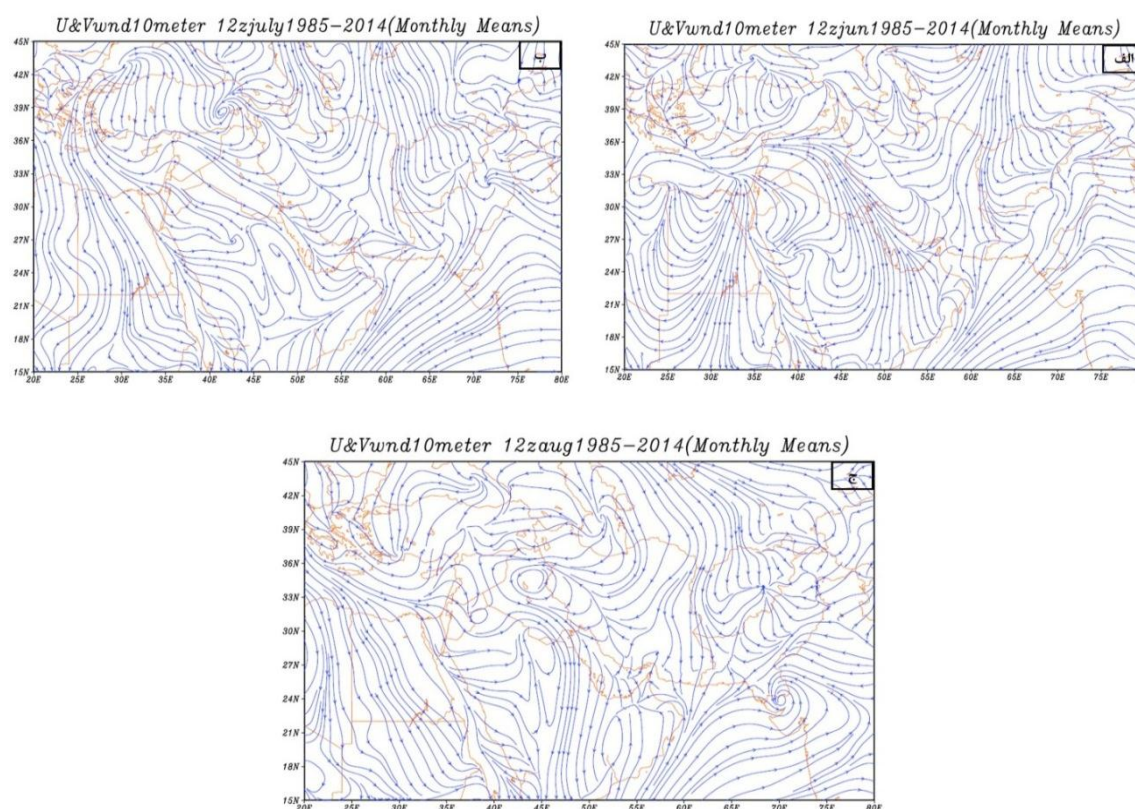 U&Vwnd10meter 12zjuly1985-2014(Monthly Means)
ب
45N
42N
39N
36N
33N
30N
27N
24N
21N
18N
15N
20E 25E 30E 35E 40E 45E 50E 55E 60E 65E 70E 75E 80E
U&Vwnd10meter 12zjun1985-2014(Monthly Means)
الف
45N
42N
39N
36N
33N
30N
27N
24N
21N
18N
15N
20E 25E 30E 35E 40E 45E 50E 55E 60E 65E 70E 75E
U&Vwnd10meter 12zaug1985-2014(Monthly Means)
ج
45N
42N
39N
36N
33N
30N
27N
24N
21N
18N
15N
20E 25E 30E 35E 40E 45E 50E 55E 60E 65E 70E 75E 80E